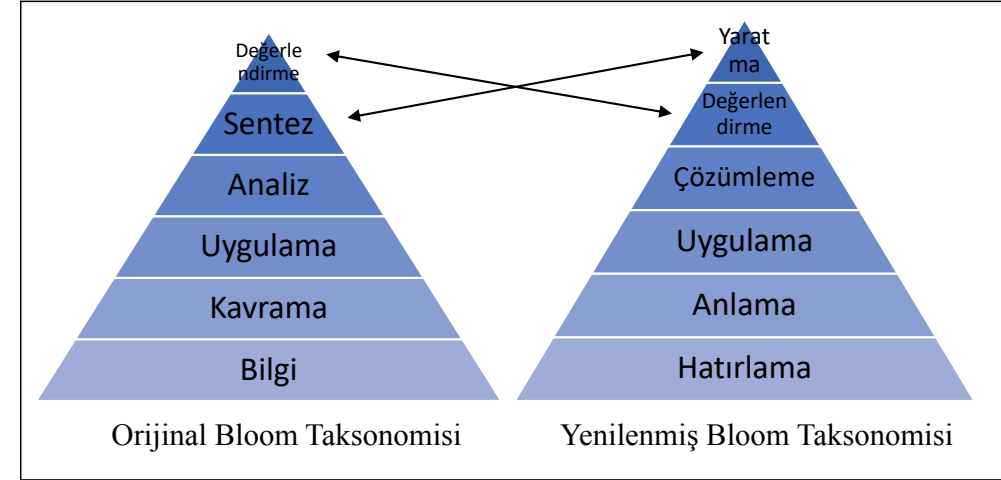 Değerle
ndirme
Sentez
Analiz
Uygulama
Kavrama
Bilgi
Orijinal Bloom Taksonomisi
Yarat
ma
Değerlen
dirme
Çözümleme
Uygulama
Anlama
Hatırlama
Yenilenmiş Bloom Taksonomisi